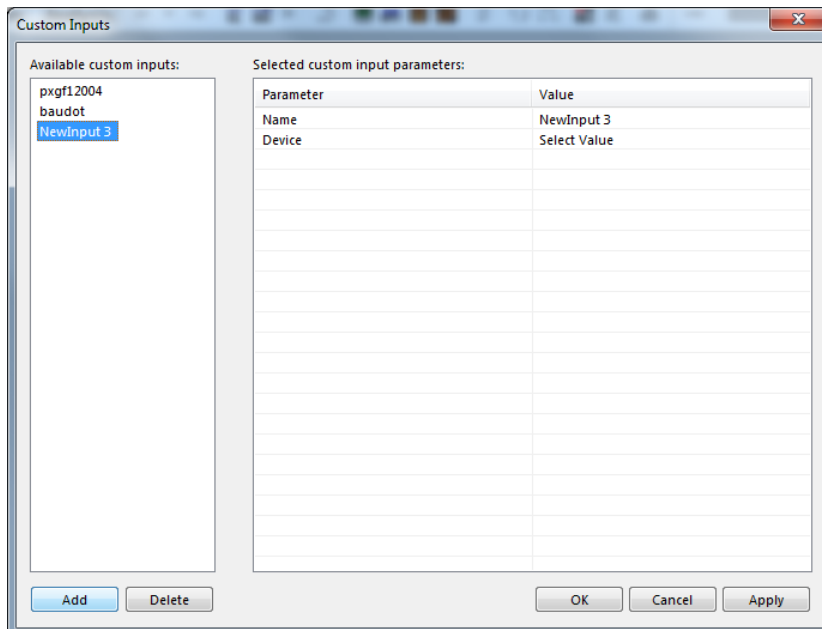 Custom Inputs
Available custom inputs:
pxgf12004
baudot
NewInput 3
Selected custom input parameters:
Parameter Value
Name NewInput 3
Device Select Value
Add Delete OK Cancel Apply